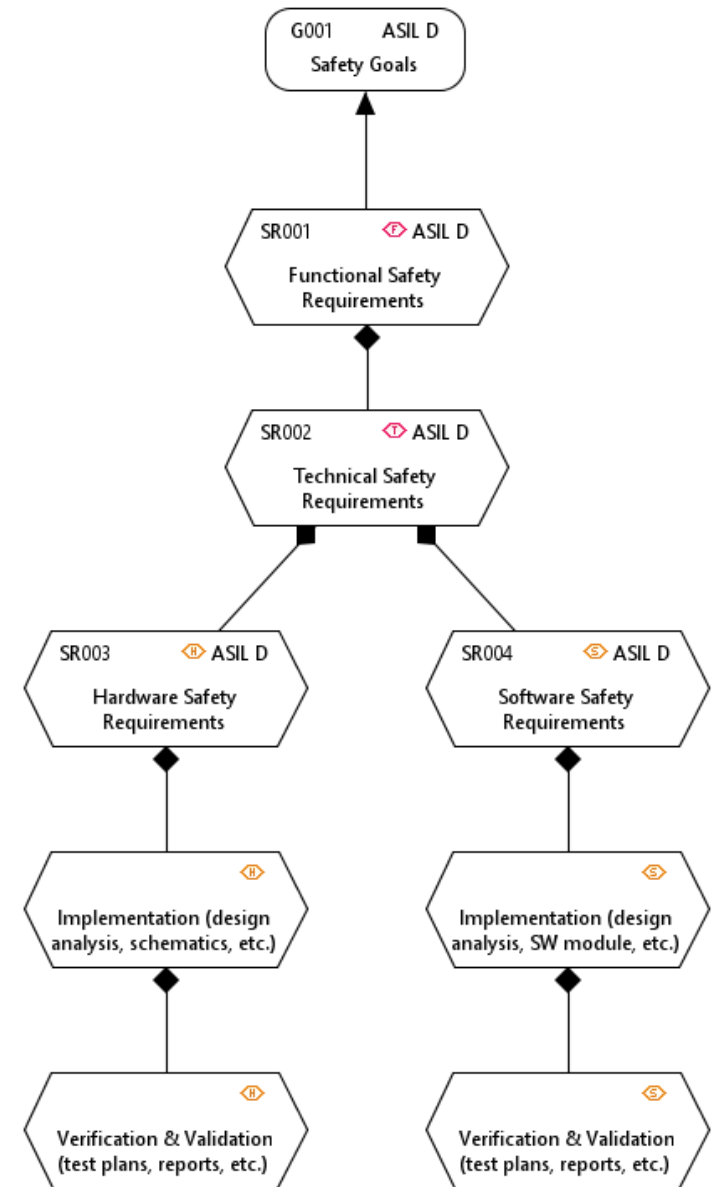 G001 ASIL D
Safety Goals
SR001 F ASIL D
Functional Safety
Requirements
SR002 T ASIL D
Technical Safety
Requirements
SR003 H ASIL D
Hardware Safety
Requirements
SR004 S ASIL D
Software Safety
Requirements
H
Implementation (design
analysis, schematics, etc.)
S
Implementation (design
analysis, SW module, etc.)
H
Verification & Validation
(test plans, reports, etc.)
S
Verification & Validation
(test plans, reports, etc.)